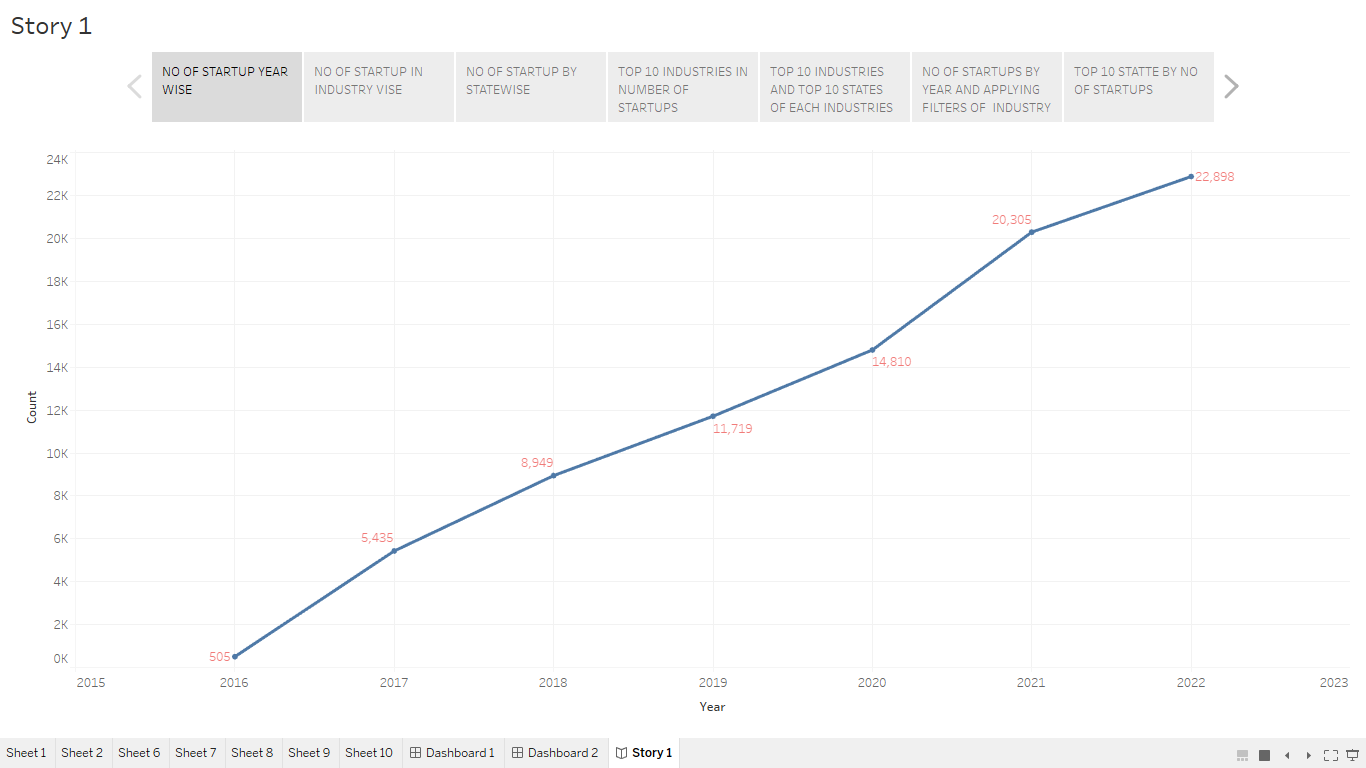 Story 1
NO OF STARTUP YEAR
WISE
NO OF STARTUP IN
INDUSTRY VISE
NO OF STARTUP BY
STATEWISE
TOP 10 INDUSTRIES IN
NUMBER OF
STARTUPS
TOP 10 INDUSTRIES
AND TOP 10 STATES
OF EACH INDUSTRIES
NO OF STARTUPS BY
YEAR AND APPLYING
FILTERS OF  INDUSTRY
TOP 10 STATTE BY NO
OF STARTUPS
24K
22K
20K
18K
16K
14K
12K
10K
8K
6K
4K
2K
0K
Count
505
5,435
8,949
11,719
14,810
20,305
22,898
2015
2016
2017
2018
2019
2020
2021
2022
2023
Year
Sheet 1
Sheet 2
Sheet 6
Sheet 7
Sheet 8
Sheet 9
Sheet 10
Dashboard 1
Dashboard 2
Story 1